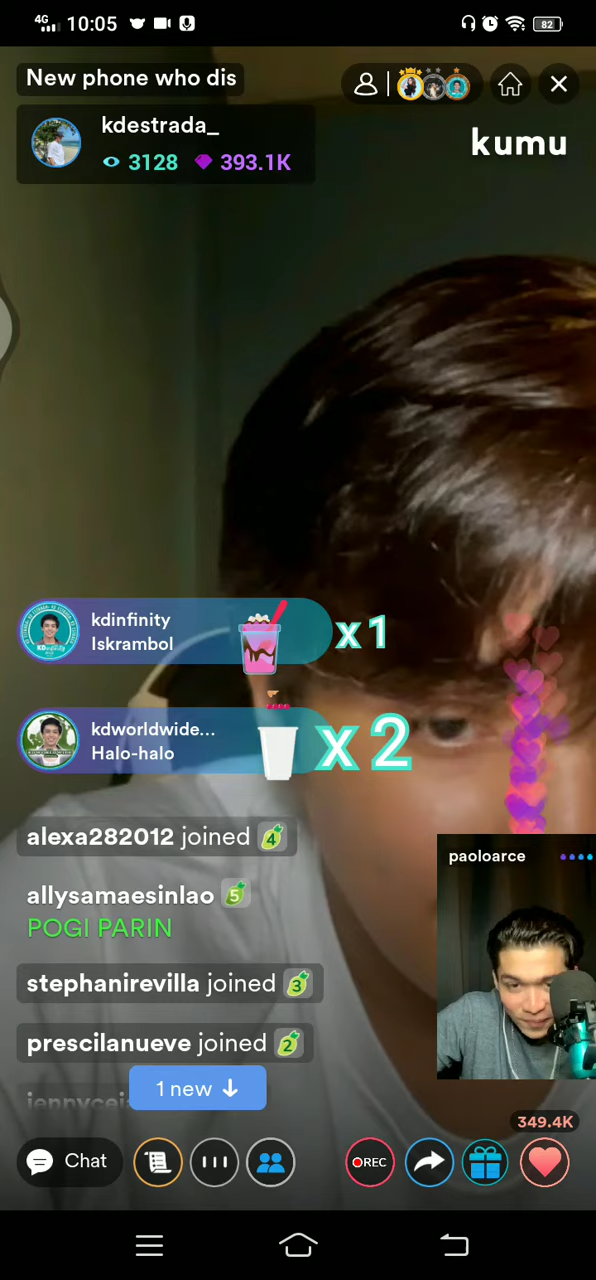 4G 10:05 82
New phone who dis
kdestrada_
3128 393.1K
kumu
kdinfinity
Iskrambol
x 1
kdworldwide...
Halo-halo
x 2
alexa282012 joined 4
paoloarce
allysamaesinlao 5
POGI PARIN
stephanirevilla joined 3
prescilanueve joined 2
1 new
349.4K
Chat
REC